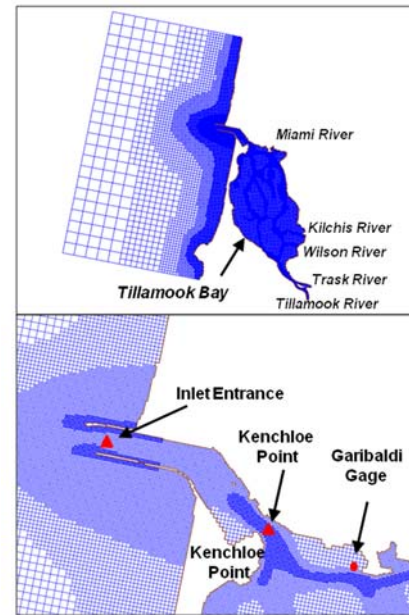 Miami River
Kilchis River
Wilson River
Trask River
Tillamook River
Tillamook Bay
Inlet Entrance
Kenchloe
Point
Garibaldi
Gage
Kenchloe
Point